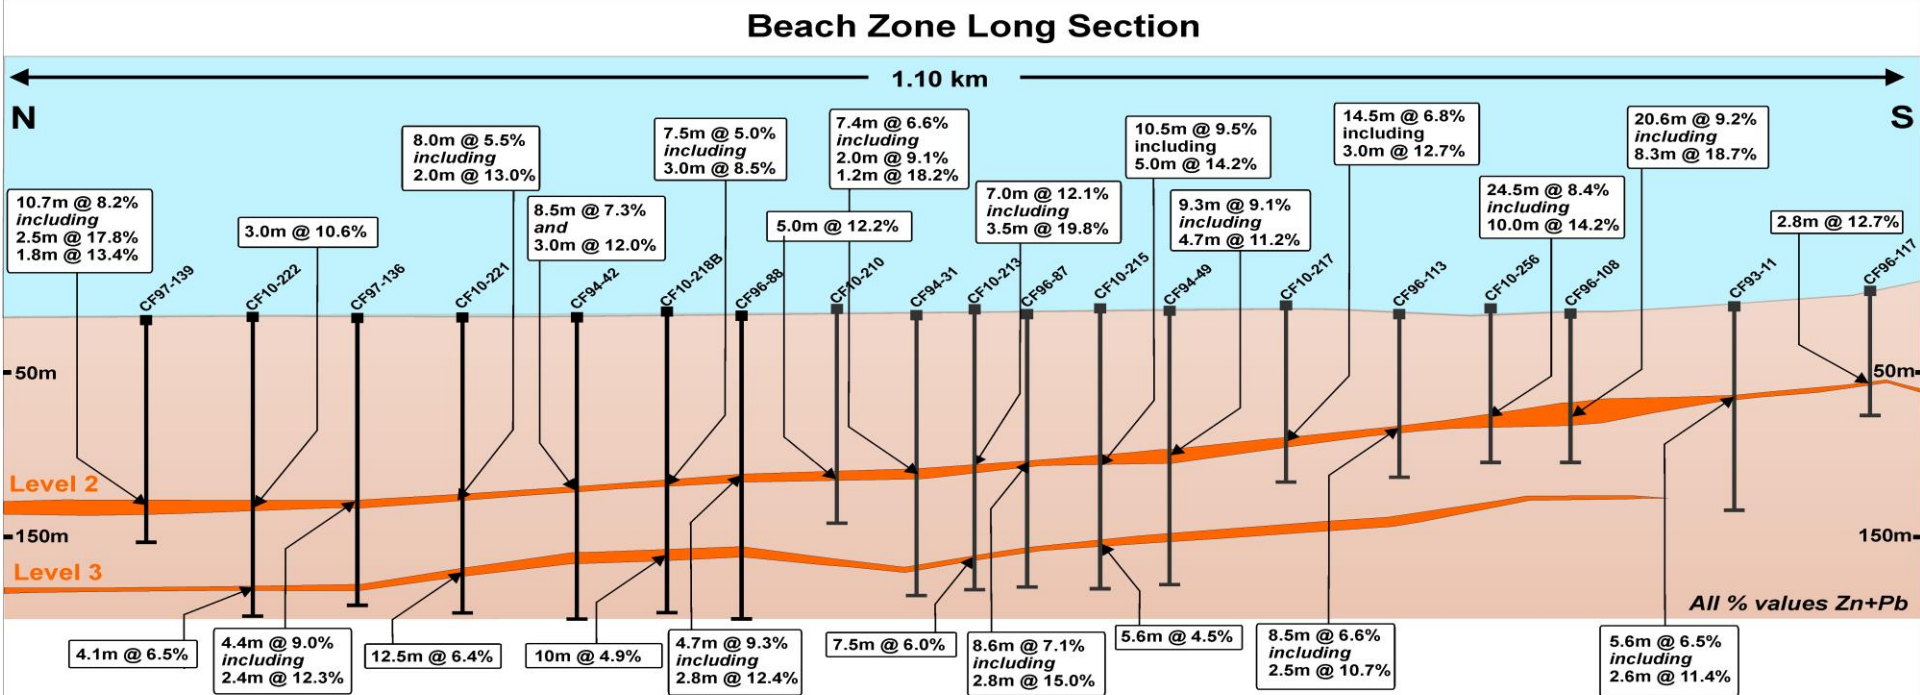 Beach Zone Long Section
1.10 km
N
S
10.7m @ 8.2%
including
2.5m @ 17.8%
1.8m @ 13.4%
3.0m @ 10.6%
8.0m @ 5.5%
including
2.0m @ 13.0%
8.5m @ 7.3%
and
3.0m @ 12.0%
7.5m @ 5.0%
including
3.0m @ 8.5%
5.0m @ 12.2%
7.4m @ 6.6%
including
2.0m @ 9.1%
1.2m @ 18.2%
7.0m @ 12.1%
including
3.5m @ 19.8%
10.5m @ 9.5%
including
5.0m @ 14.2%
9.3m @ 9.1%
including
4.7m @ 11.2%
14.5m @ 6.8%
including
3.0m @ 12.7%
24.5m @ 8.4%
including
10.0m @ 14.2%
20.6m @ 9.2%
including
8.3m @ 18.7%
2.8m @ 12.7%
CF97-139
CF10-222
CF97-136
CF10-221
CF94-42
CF10-218B
CF96-88
CF10-210
CF94-31
CF10-213
CF96-87
CF10-215
CF94-49
CF10-217
CF96-113
CF10-256
CF96-108
CF93-11
CF96-117
50m
50m
Level 2
150m
150m
Level 3
All % values Zn+Pb
4.1m @ 6.5%
4.4m @ 9.0%
including
2.4m @ 12.3%
12.5m @ 6.4%
10m @ 4.9%
4.7m @ 9.3%
including
2.8m @ 12.4%
7.5m @ 6.0%
8.6m @ 7.1%
including
2.8m @ 15.0%
5.6m @ 4.5%
8.5m @ 6.6%
including
2.5m @ 10.7%
5.6m @ 6.5%
including
2.6m @ 11.4%